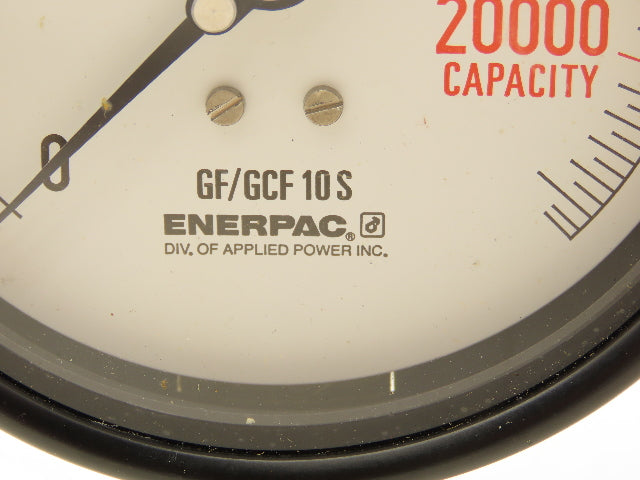 20000
CAPACITY
0
GF/GCF 10 S
ENERPAC®
DIV. OF APPLIED POWER INC.